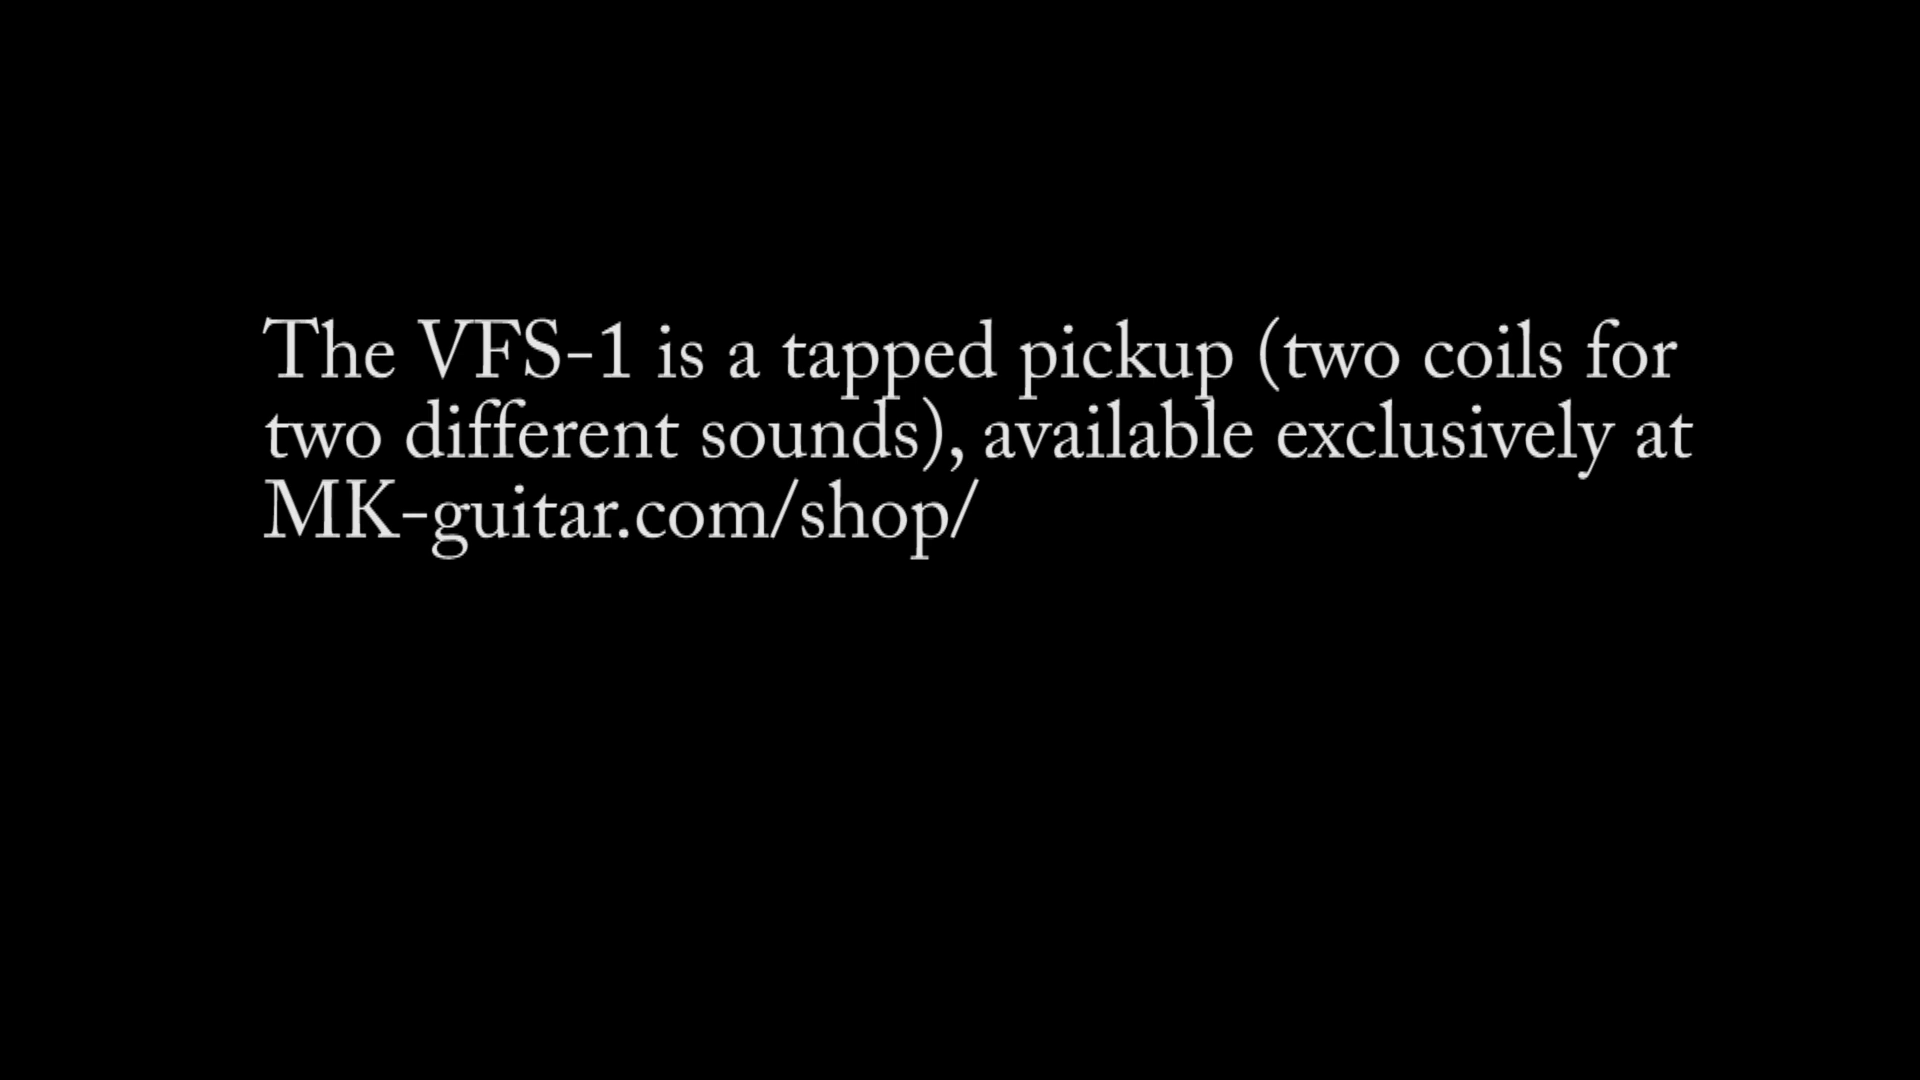 The VFS-1 is a tapped pickup (two coils for
two different sounds), available exclusively at
MK-guitar.com/shop/